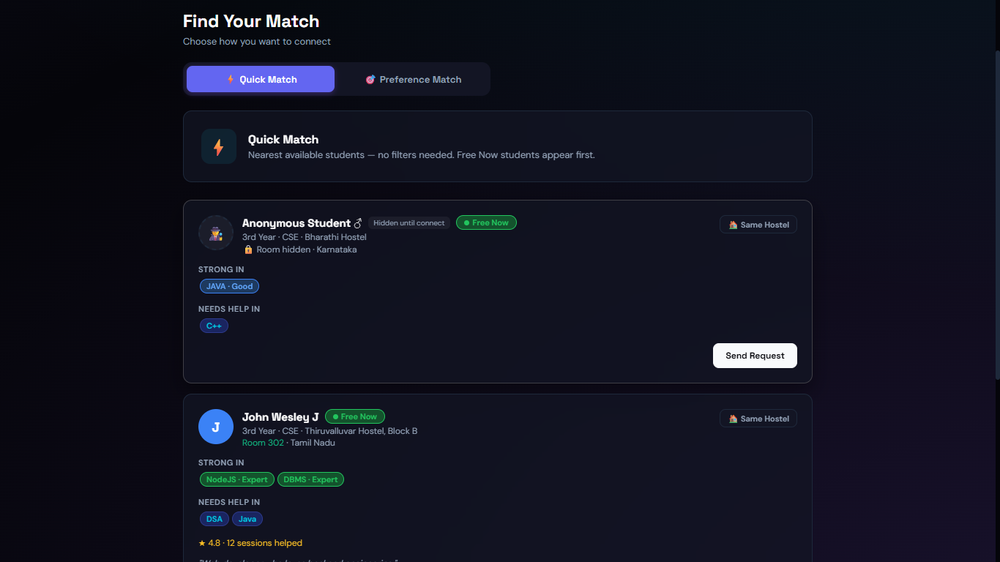 Find Your Match
Choose how you want to connect
Quick Match
Preference Match
Quick Match
Nearest available students — no filters needed. Free Now students appear first.
Anonymous Student ♂ Hidden until connect ● Free Now
Same Hostel
3rd Year · CSE · Bharathi Hostel
Room hidden · Karnataka
STRONG IN
JAVA · Good
NEEDS HELP IN
C++
Send Request
J
John Wesley J ● Free Now
Same Hostel
3rd Year · CSE · Thiruvalluvar Hostel, Block B
Room 302 · Tamil Nadu
STRONG IN
NodeJS · Expert DBMS · Expert
NEEDS HELP IN
DSA Java
★ 4.8 · 12 sessions helped